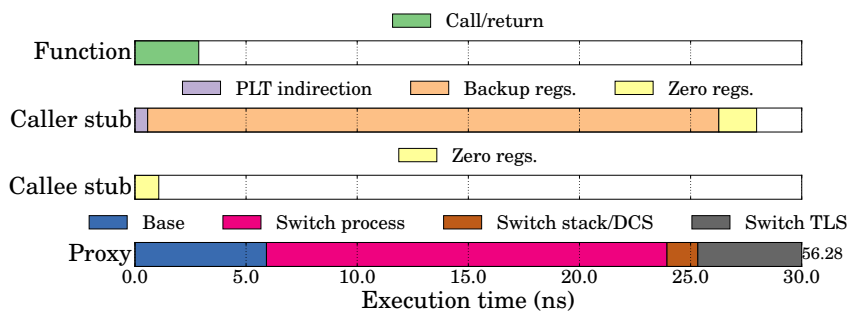 Call/return
Function
PLT indirection Backup regs. Zero regs.
Caller stub
Zero regs.
Callee stub
Base Switch process Switch stack/DCS Switch TLS
Proxy 56.28
0.0 5.0 10.0 15.0 20.0 25.0 30.0
Execution time (ns)